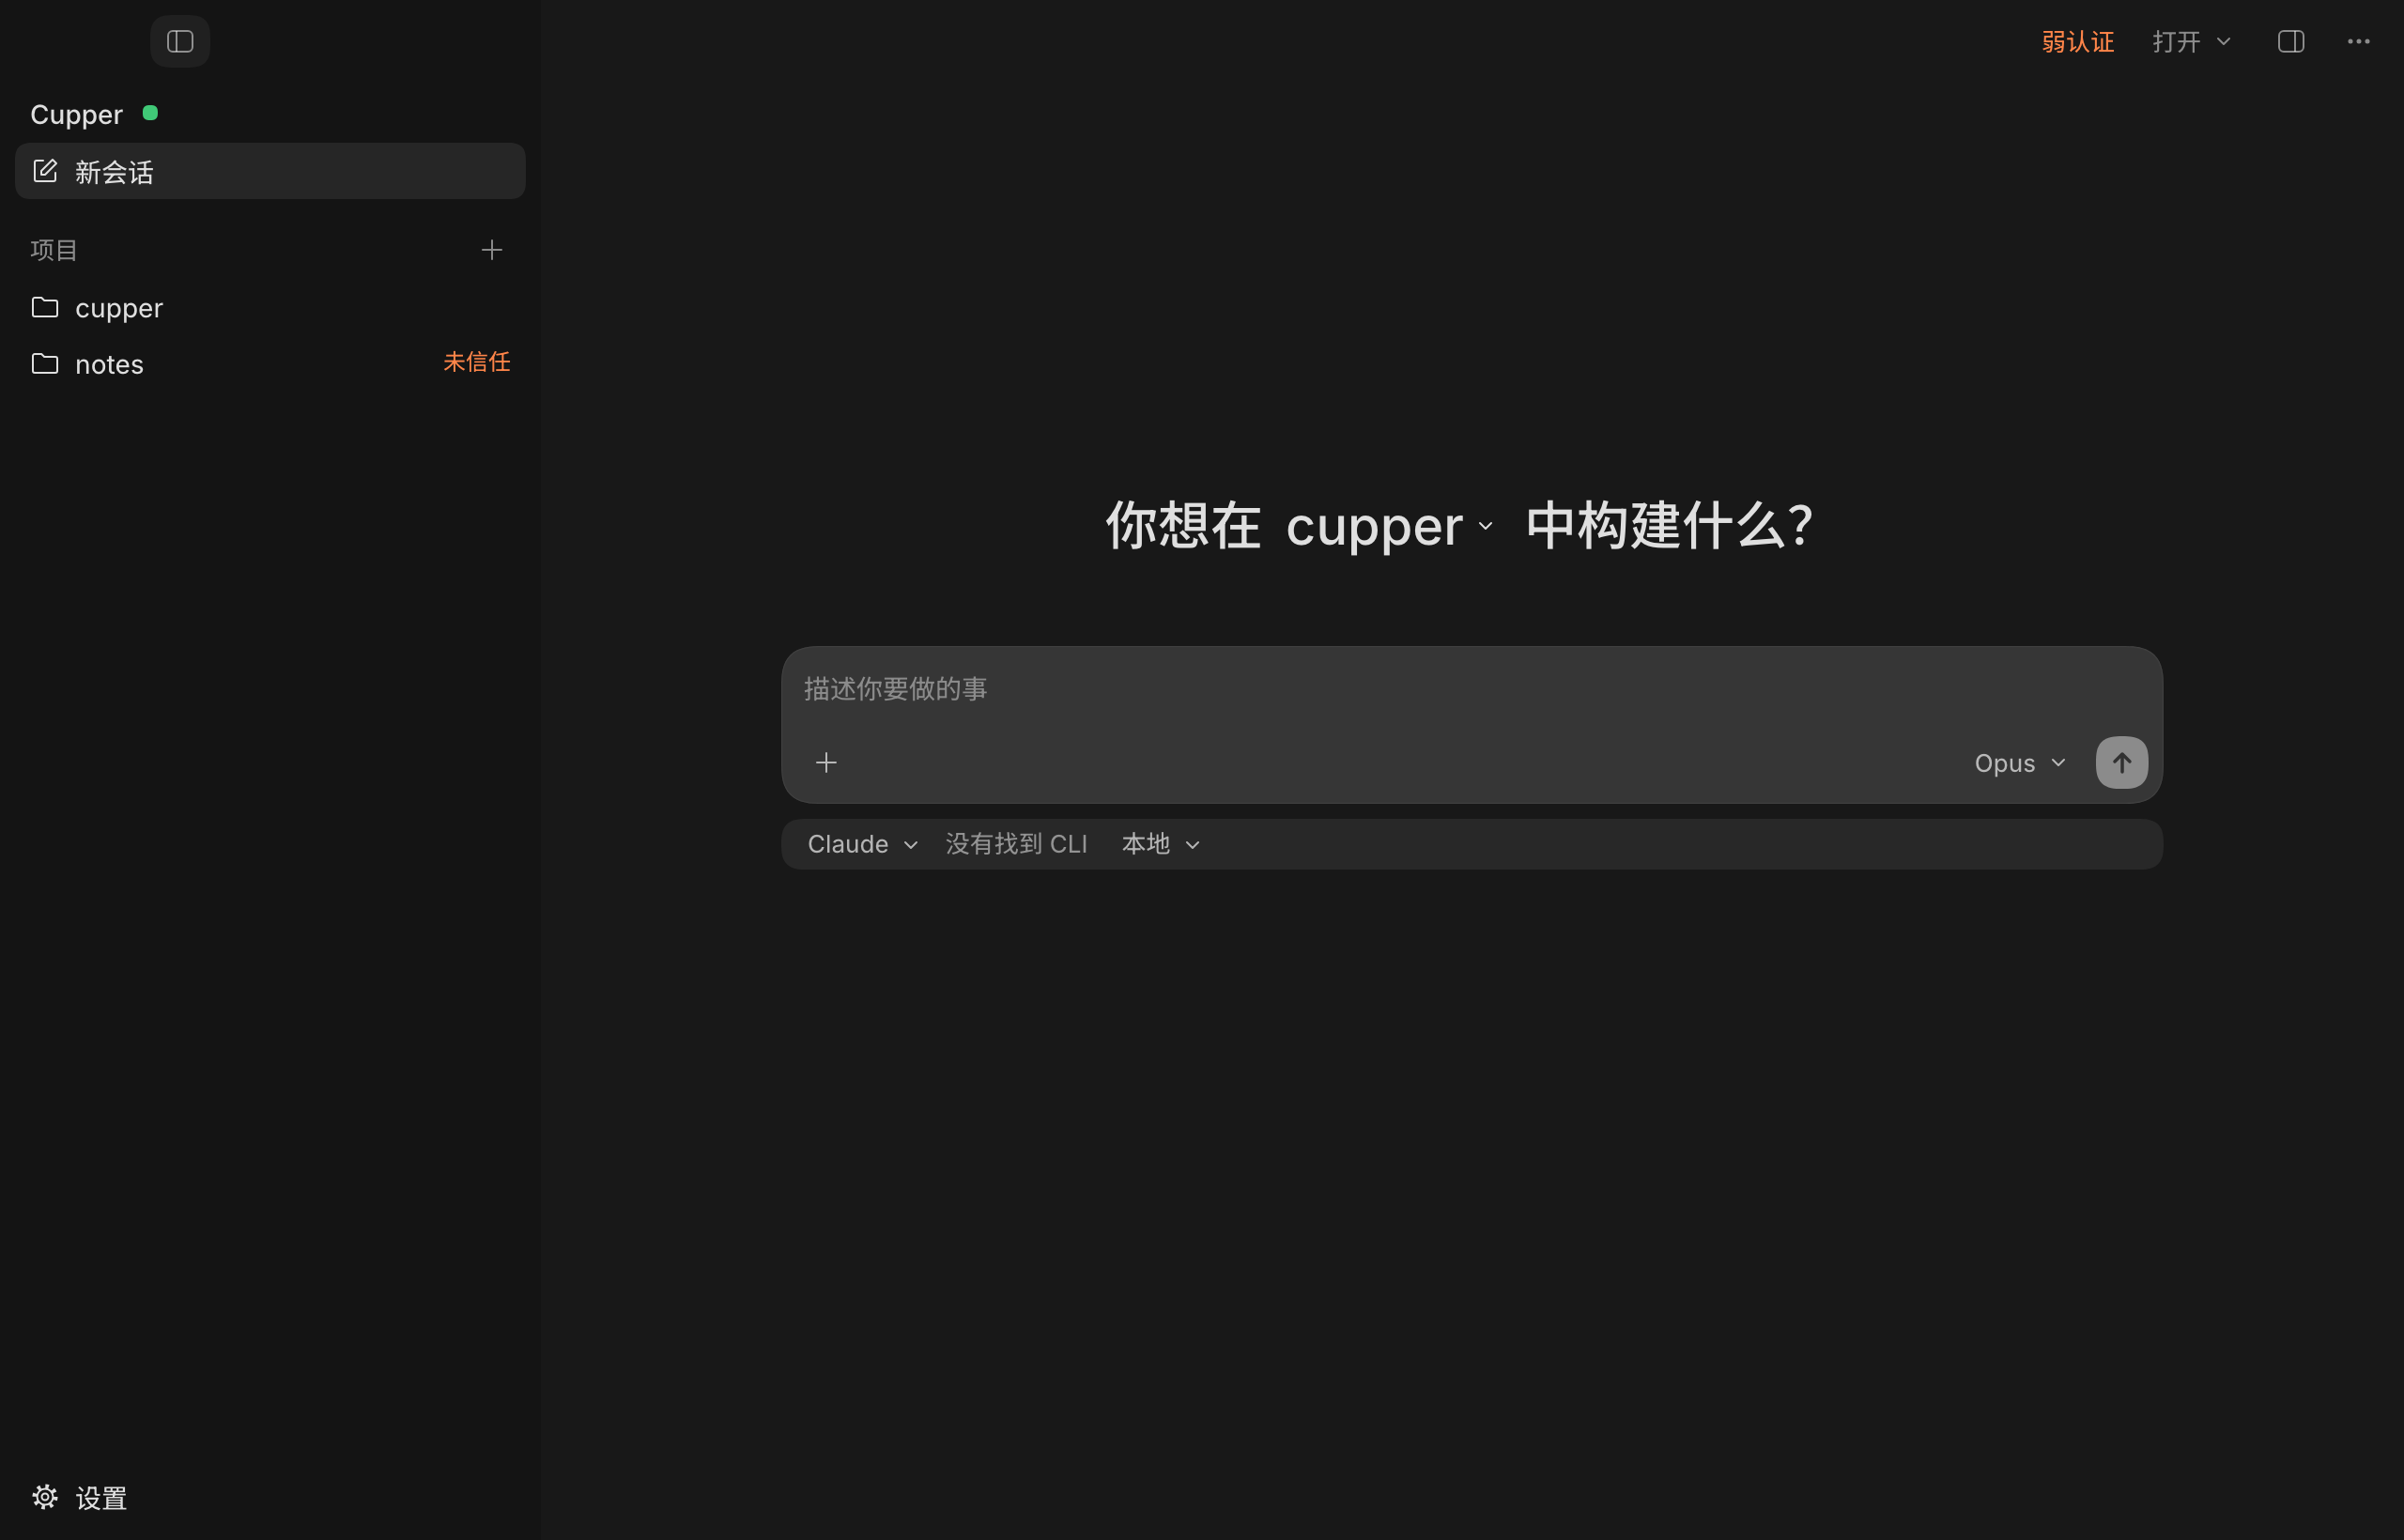 弱认证 打开
Cupper
新会话
项目
cupper
notes 未信任
你想在 cupper 中构建什么?
描述你要做的事
Opus
Claude 没有找到 CLI 本地
设置